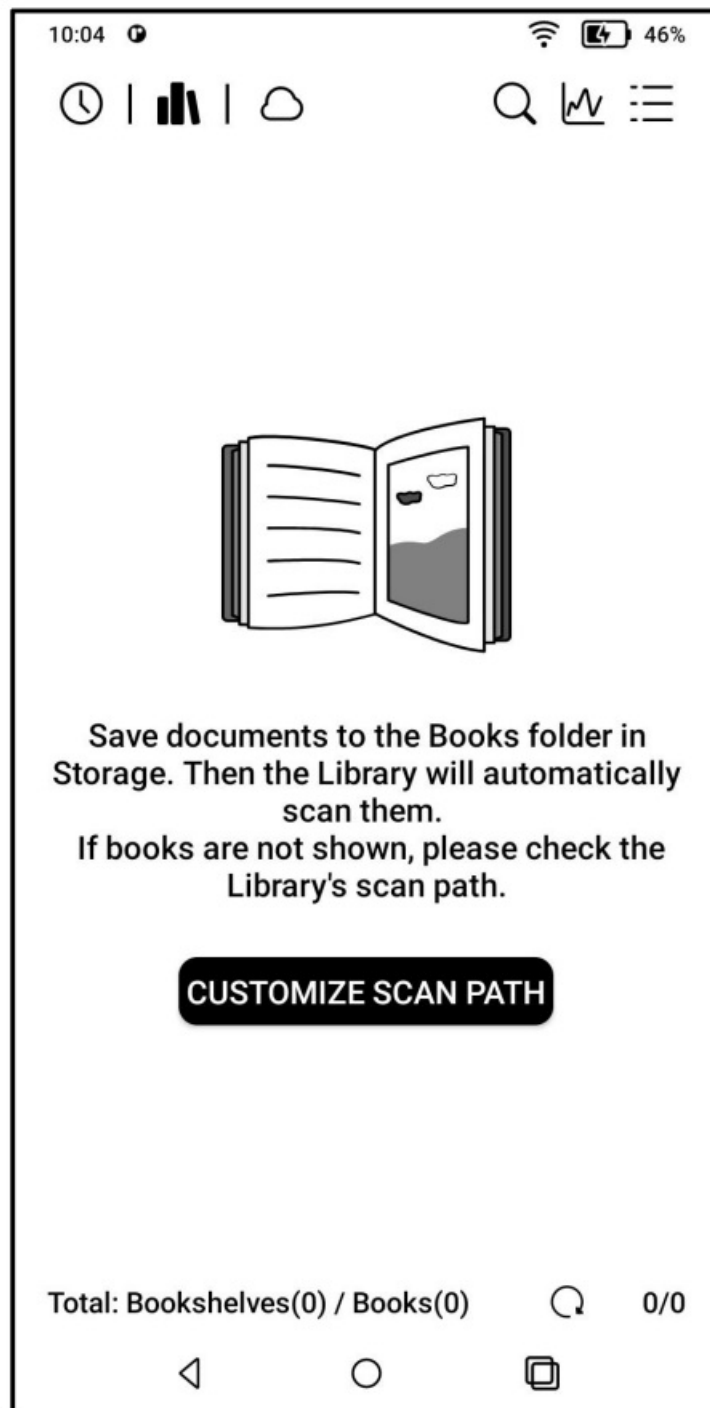 10:04 46%
Save documents to the Books folder in
Storage. Then the Library will automatically
scan them.
If books are not shown, please check the
Library's scan path.
CUSTOMIZE SCAN PATH
Total: Bookshelves(0) / Books(0) 0/0